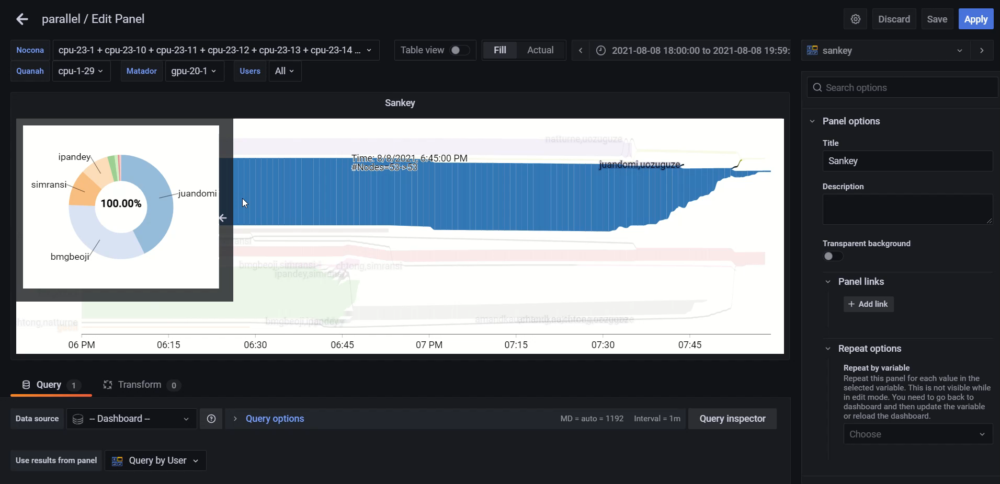 parallel / Edit Panel
Discard
Save
Apply
Nocona
cpu-23-1 + cpu-23-10 + cpu-23-11 + cpu-23-12 + cpu-23-13 + cpu-23-14 ...
Table view
Fill
Actual
2021-08-08 18:00:00 to 2021-08-08 19:59:
sankey
Quanah
cpu-1-29
Matador
gpu-20-1
Users
All
Search options
Sankey
Panel options
Title
Sankey
Description
Transparent background
Panel links
+ Add link
Repeat options
Repeat by variable
Repeat this panel for each value in the
selected variable. This is not visible while
in edit mode. You need to go back to
dashboard and then update the variable
or reload the dashboard.
Choose
natturne,uozuguze
Time: 8/8/2021, 6:45:00 PM
#Nodes=53->53
juandomi,uozuguze
ipandey
simransi
100.00%
juandomi
bmgbeoji
ansi
bmgbeoji,simransi
chtong,simransi
ipandey,simransi
htong,natturne
bmgbeoji,ipandey
06 PM
06:15
06:30
06:45
07 PM
07:15
07:30
07:45
Query 1
Transform 0
Data source
-- Dashboard --
Query options
MD = auto = 1192
Interval = 1m
Query inspector
Use results from panel
Query by User